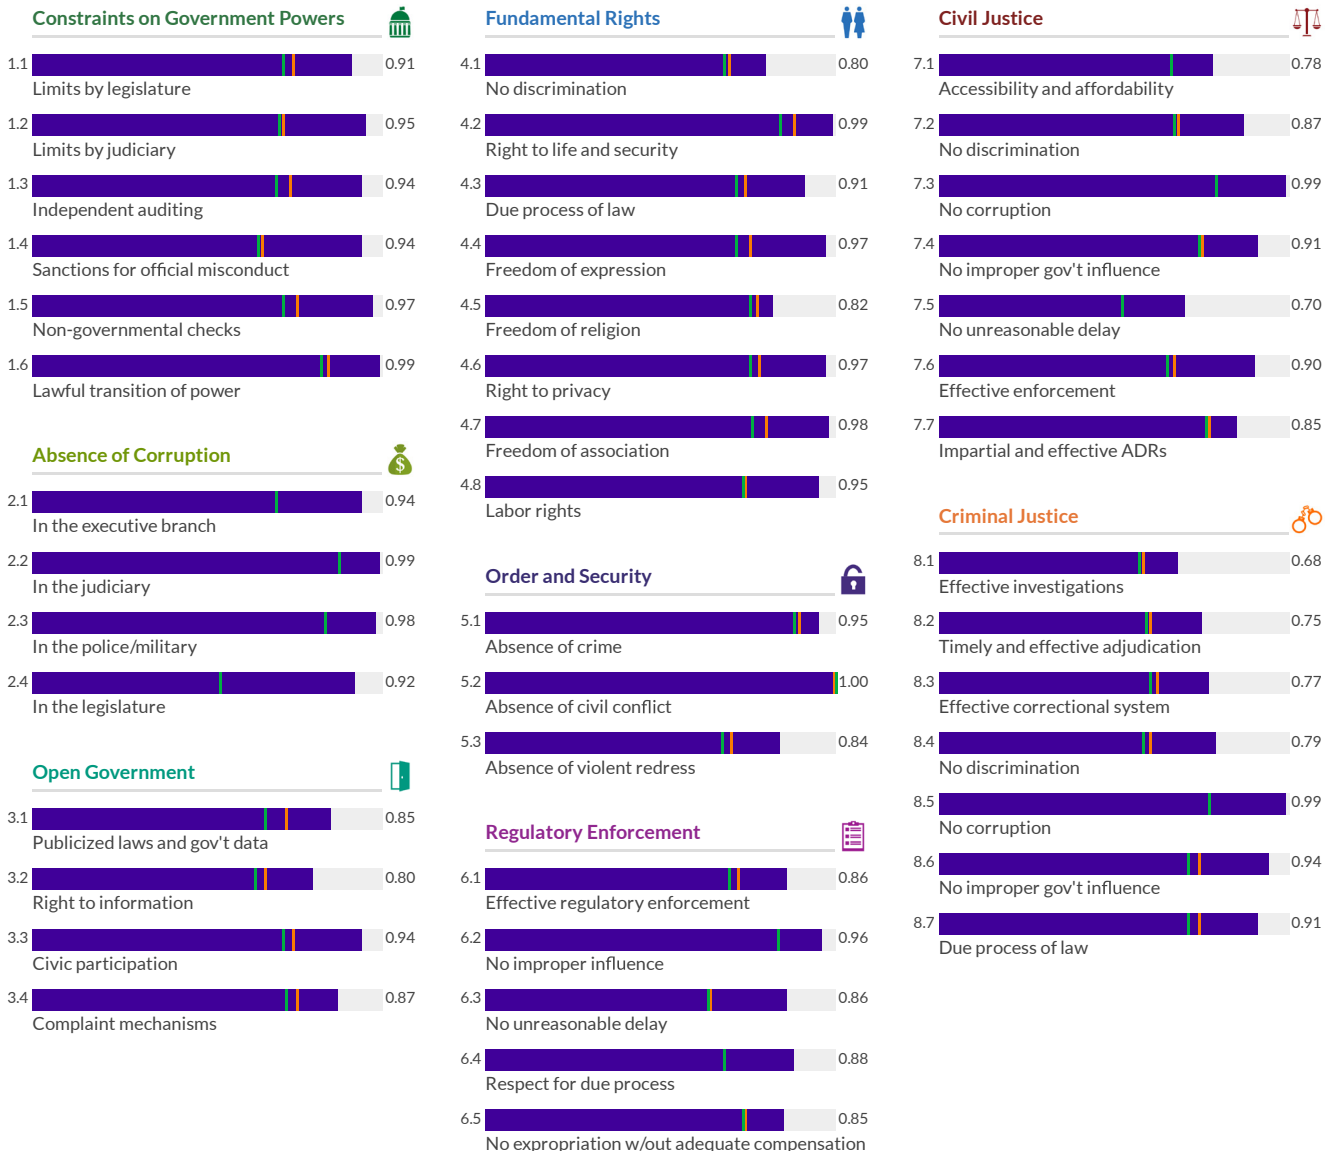 Constraints on Government Powers
1.1 0.91
Limits by legislature
1.2 0.95
Limits by judiciary
1.3 0.94
Independent auditing
1.4 0.94
Sanctions for official misconduct
1.5 0.97
Non-governmental checks
1.6 0.99
Lawful transition of power
Absence of Corruption
$
2.1 0.94
In the executive branch
2.2 0.99
In the judiciary
2.3 0.98
In the police/military
2.4 0.92
In the legislature
Open Government
3.1 0.85
Publicized laws and gov't data
3.2 0.80
Right to information
3.3 0.94
Civic participation
3.4 0.87
Complaint mechanisms
Fundamental Rights
4.1 0.80
No discrimination
4.2 0.99
Right to life and security
4.3 0.91
Due process of law
4.4 0.97
Freedom of expression
4.5 0.82
Freedom of religion
4.6 0.97
Right to privacy
4.7 0.98
Freedom of association
4.8 0.95
Labor rights
Order and Security
5.1 0.95
Absence of crime
5.2 1.00
Absence of civil conflict
5.3 0.84
Absence of violent redress
Regulatory Enforcement
6.1 0.86
Effective regulatory enforcement
6.2 0.96
No improper influence
6.3 0.86
No unreasonable delay
6.4 0.88
Respect for due process
6.5 0.85
No expropriation w/out adequate compensation
Civil Justice
7.1 0.78
Accessibility and affordability
7.2 0.87
No discrimination
7.3 0.99
No corruption
7.4 0.91
No improper gov't influence
7.5 0.70
No unreasonable delay
7.6 0.90
Effective enforcement
7.7 0.85
Impartial and effective ADRs
Criminal Justice
8.1 0.68
Effective investigations
8.2 0.75
Timely and effective adjudication
8.3 0.77
Effective correctional system
8.4 0.79
No discrimination
8.5 0.99
No corruption
8.6 0.94
No improper gov't influence
8.7 0.91
Due process of law